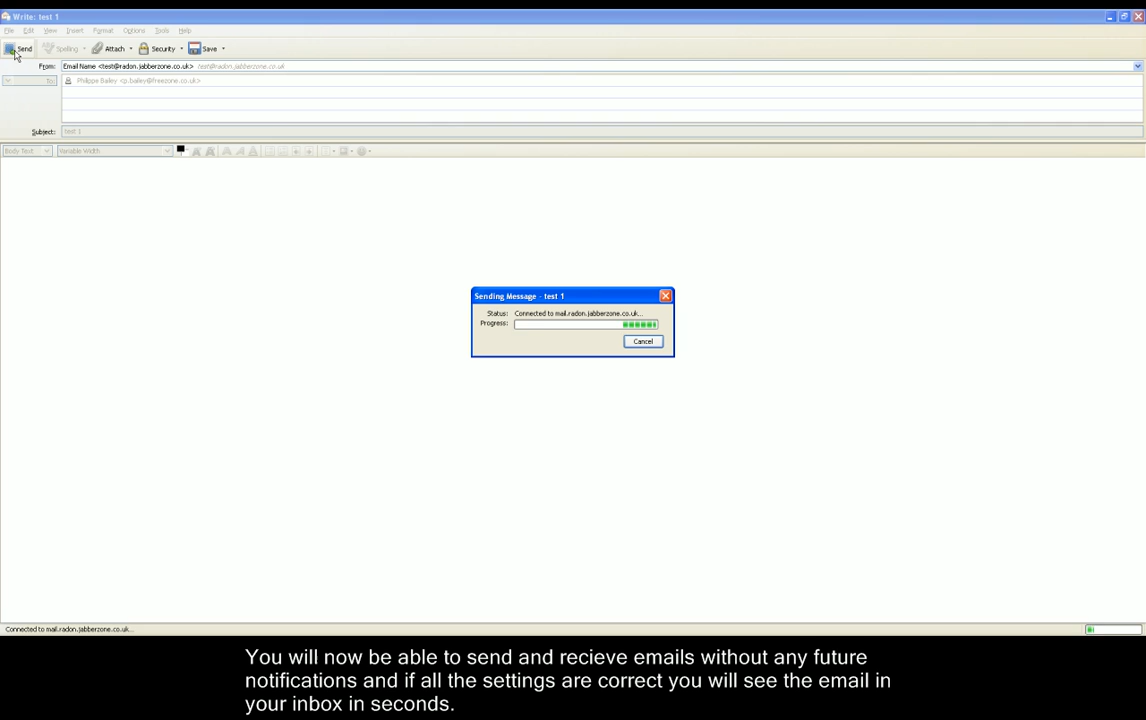 Write: test 1
File Edit View Insert Format Options Tools Help
Send Spelling Attach Security Save
From: Email Name <test@radon.jabberzone.co.uk> test@radon.jabberzone.co.uk
To: Philippe Bailey <p.bailey@freezone.co.uk>
Subject: test 1
Body Text Variable Width
Sending Message - test 1
Status: Connected to mail.radon.jabberzone.co.uk...
Progress:
Cancel
Connected to mail.radon.jabberzone.co.uk...
You will now be able to send and recieve emails without any future
notifications and if all the settings are correct you will see the email in
your inbox in seconds.